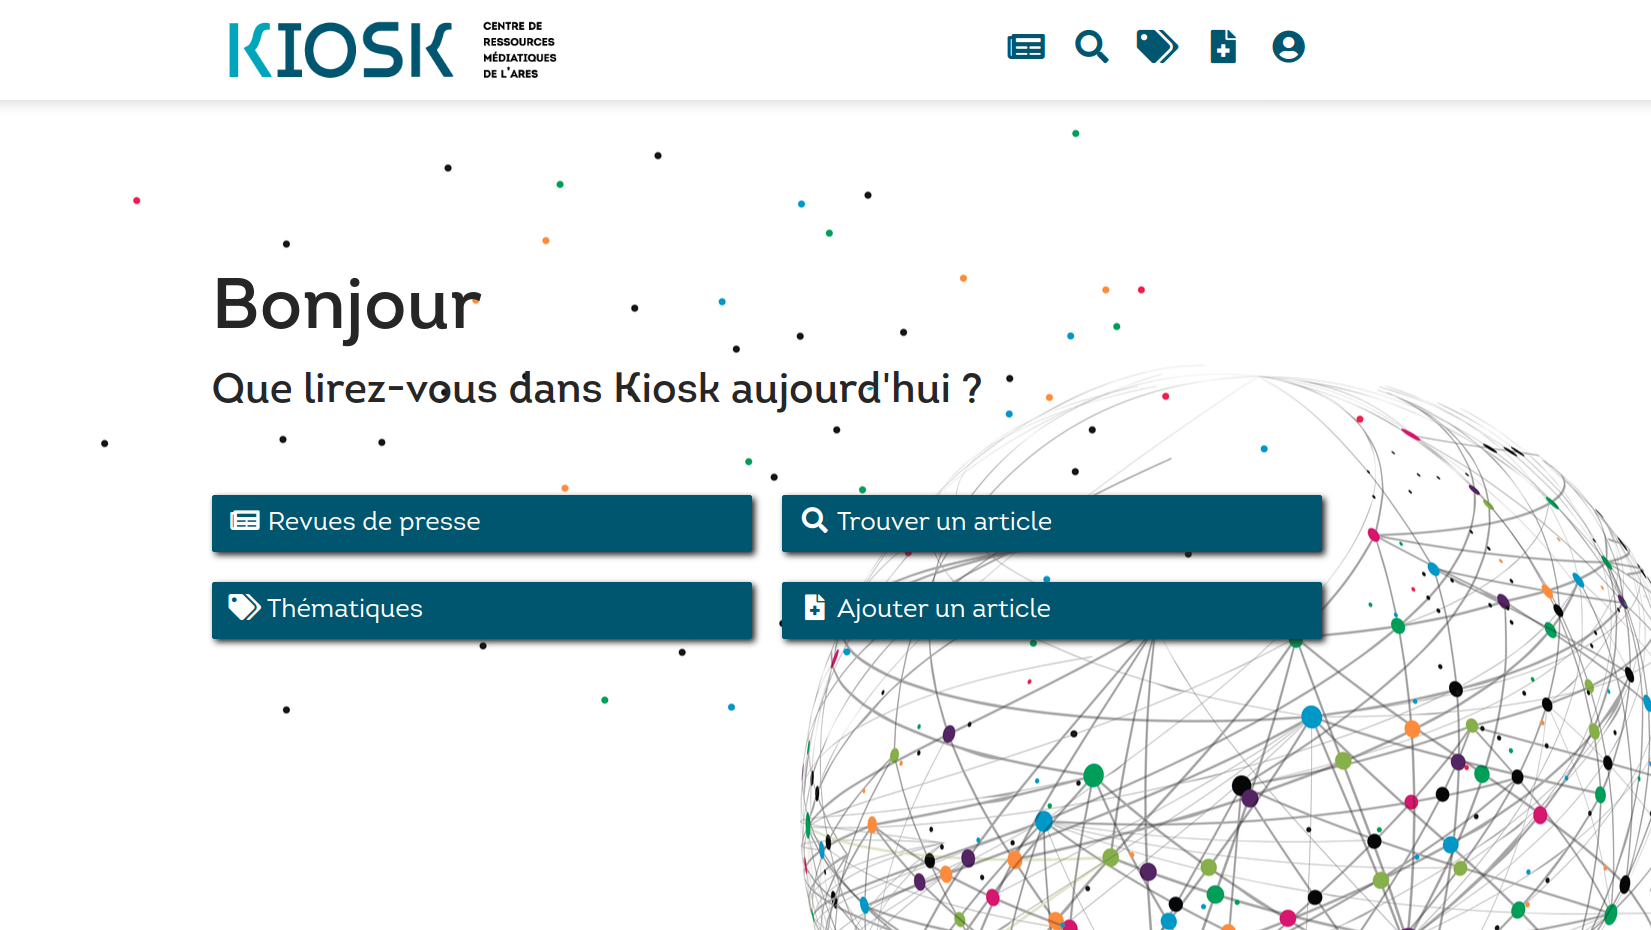 KIOSK
CENTRE DE
RESSOURCES
MÉDIATIQUES
DE L'ARES
Bonjour
Que lirez-vous dans Kiosk aujourd'hui ?
Revues de presse
Trouver un article
Thématiques
Ajouter un article